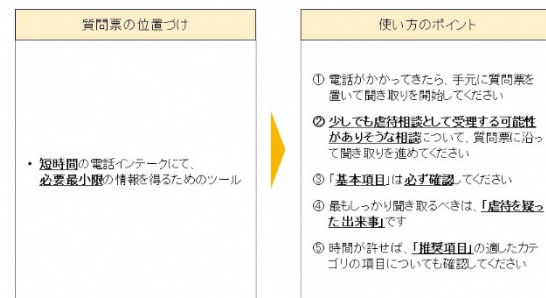 質問票の位置づけ
・ 短時間の電話インテークにて、
必要最小限の情報を得るためのツール
使い方のポイント
① 電話がかかってきたら、手元に質問票を
置いて聞き取りを開始してください
② 少しでも虐待相談として受理する可能性
がありそうな相談について、質問票に沿っ
て聞き取りを進めてください
③「基本項目」は必ず確認してください
④ 最もしっかり聞き取るべきは、「虐待を疑っ
た出来事」です
⑤ 時間が許せば、「推奨項目」の適したカテ
ゴリの項目についても確認してください